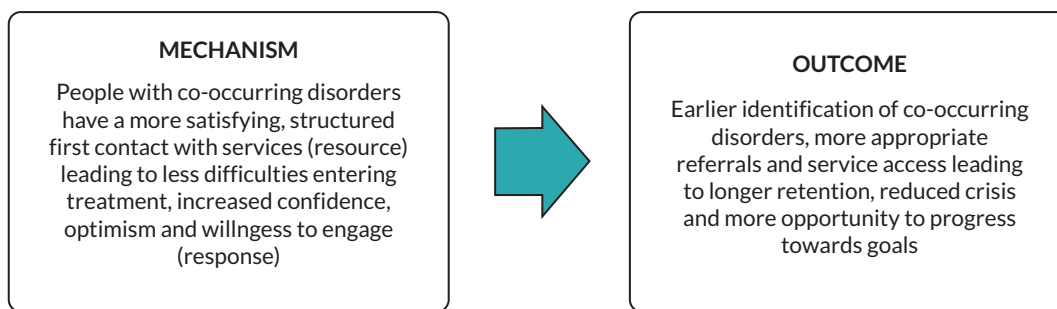 MECHANISM
People with co-occurring disorders
have a more satisfying, structured
first contact with services (resource)
leading to less difficulties entering
treatment, increased confidence,
optimism and willngess to engage
(response)
OUTCOME
Earlier identification of co-occurring
disorders, more appropriate
referrals and service access leading
to longer retention, reduced crisis
and more opportunity to progress
towards goals